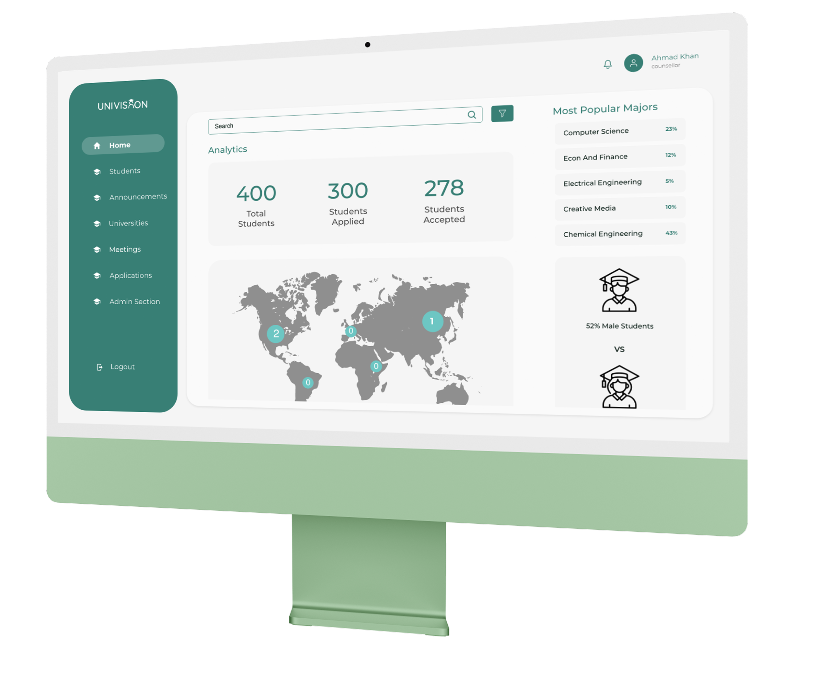 UNIVISION
Home
Students
Announcements
Universities
Meetings
Applications
Admin Section
Logout
Ahmad Khan
counsellor
Search
Analytics
400
Total
Students
300
Students
Applied
278
Students
Accepted
2
0
1
0
0
Most Popular Majors
Computer Science 23%
Econ And Finance 12%
Electrical Engineering 5%
Creative Media 10%
Chemical Engineering 43%
52% Male Students
VS